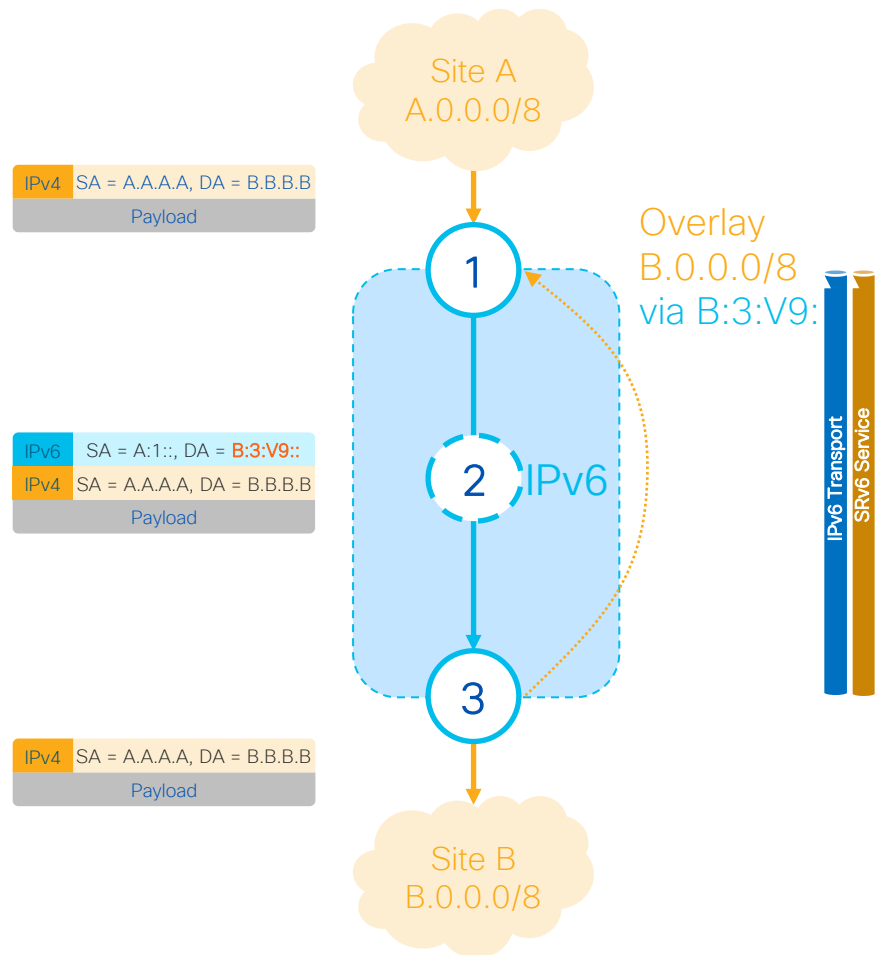 Site A
A.0.0.0/8
IPv4 SA = A.A.A.A, DA = B.B.B.B
Payload
1
Overlay
B.0.0.0/8
via B:3:V9:
IPv6 SA = A:1::, DA = B:3:V9::
IPv4 SA = A.A.A.A, DA = B.B.B.B
Payload
2
IPv6
IPv6 Transport
SRv6 Service
3
IPv4 SA = A.A.A.A, DA = B.B.B.B
Payload
Site B
B.0.0.0/8